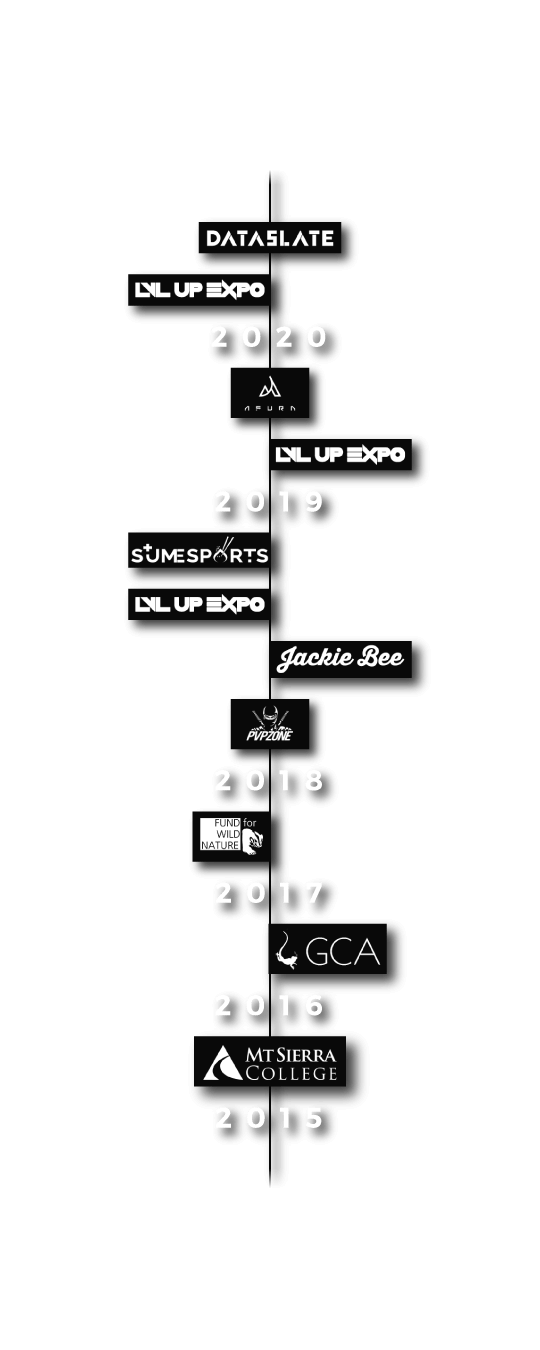 DATASLATE
LVL UP EXPO
2020
AFURA
LVL UP EXPO
2019
SUMESPORTS
LVL UP EXPO
Jackie Bee
PVPZONE
2018
FUND for
WILD
NATURE
2017
GCA
2016
MT SIERRA
COLLEGE
2015